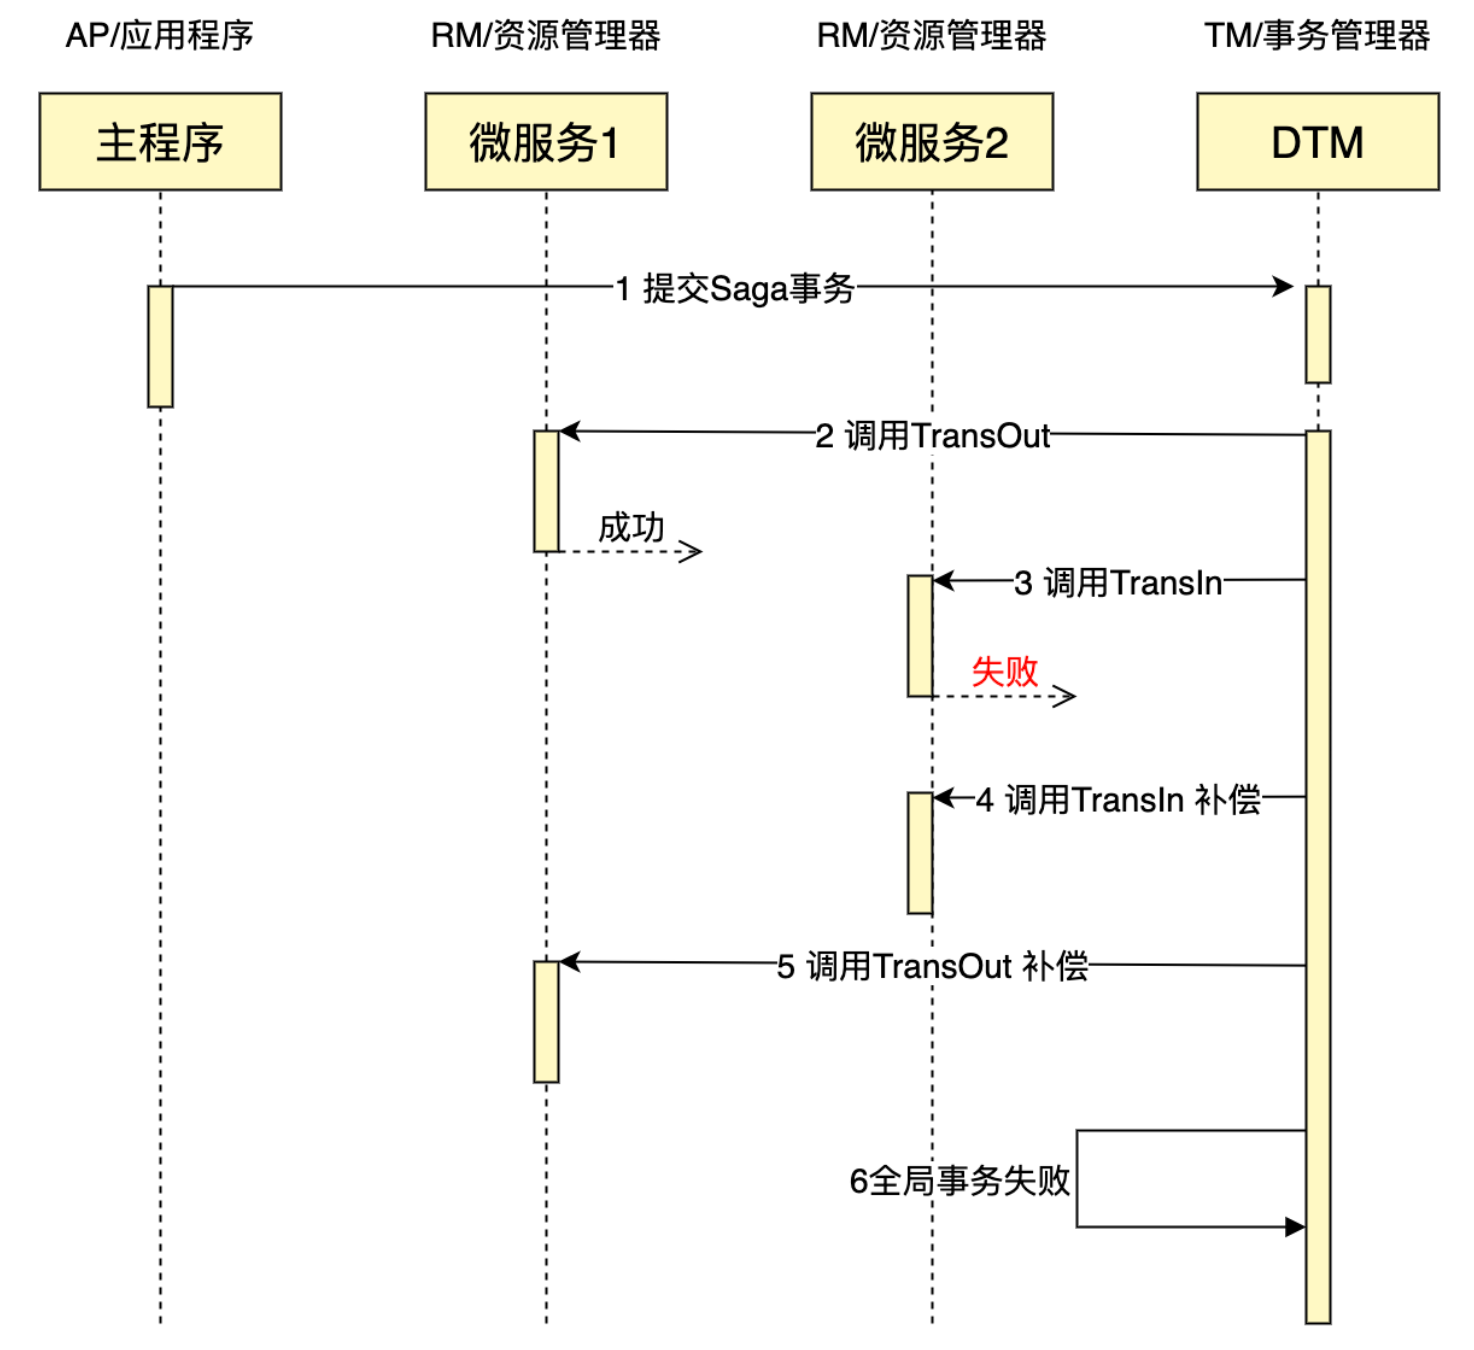 AP/应用程序
RM/资源管理器
RM/资源管理器
TM/事务管理器
主程序
微服务1
微服务2
DTM
1 提交Saga事务
2 调用TransOut
成功
3 调用TransIn
失败
4 调用TransIn 补偿
5 调用TransOut 补偿
6全局事务失败